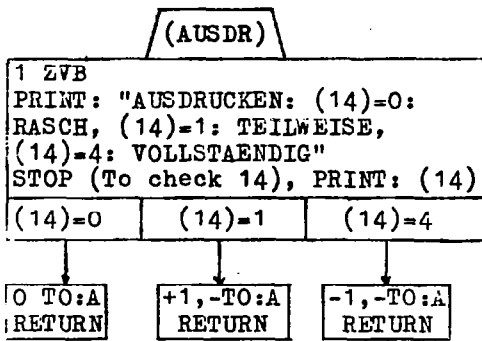 (AUSDR)
1 ZVB
PRINT: "AUSDRUCKEN: (14)=0:
RASCH, (14)=1: TEILWEISE,
(14)=4: VOLLSTAENDIG"
STOP (To check 14), PRINT: (14)
(14)=0 (14)=1 (14)=4
0 TO:A +1,-TO:A -1,-TO:A
RETURN RETURN RETURN